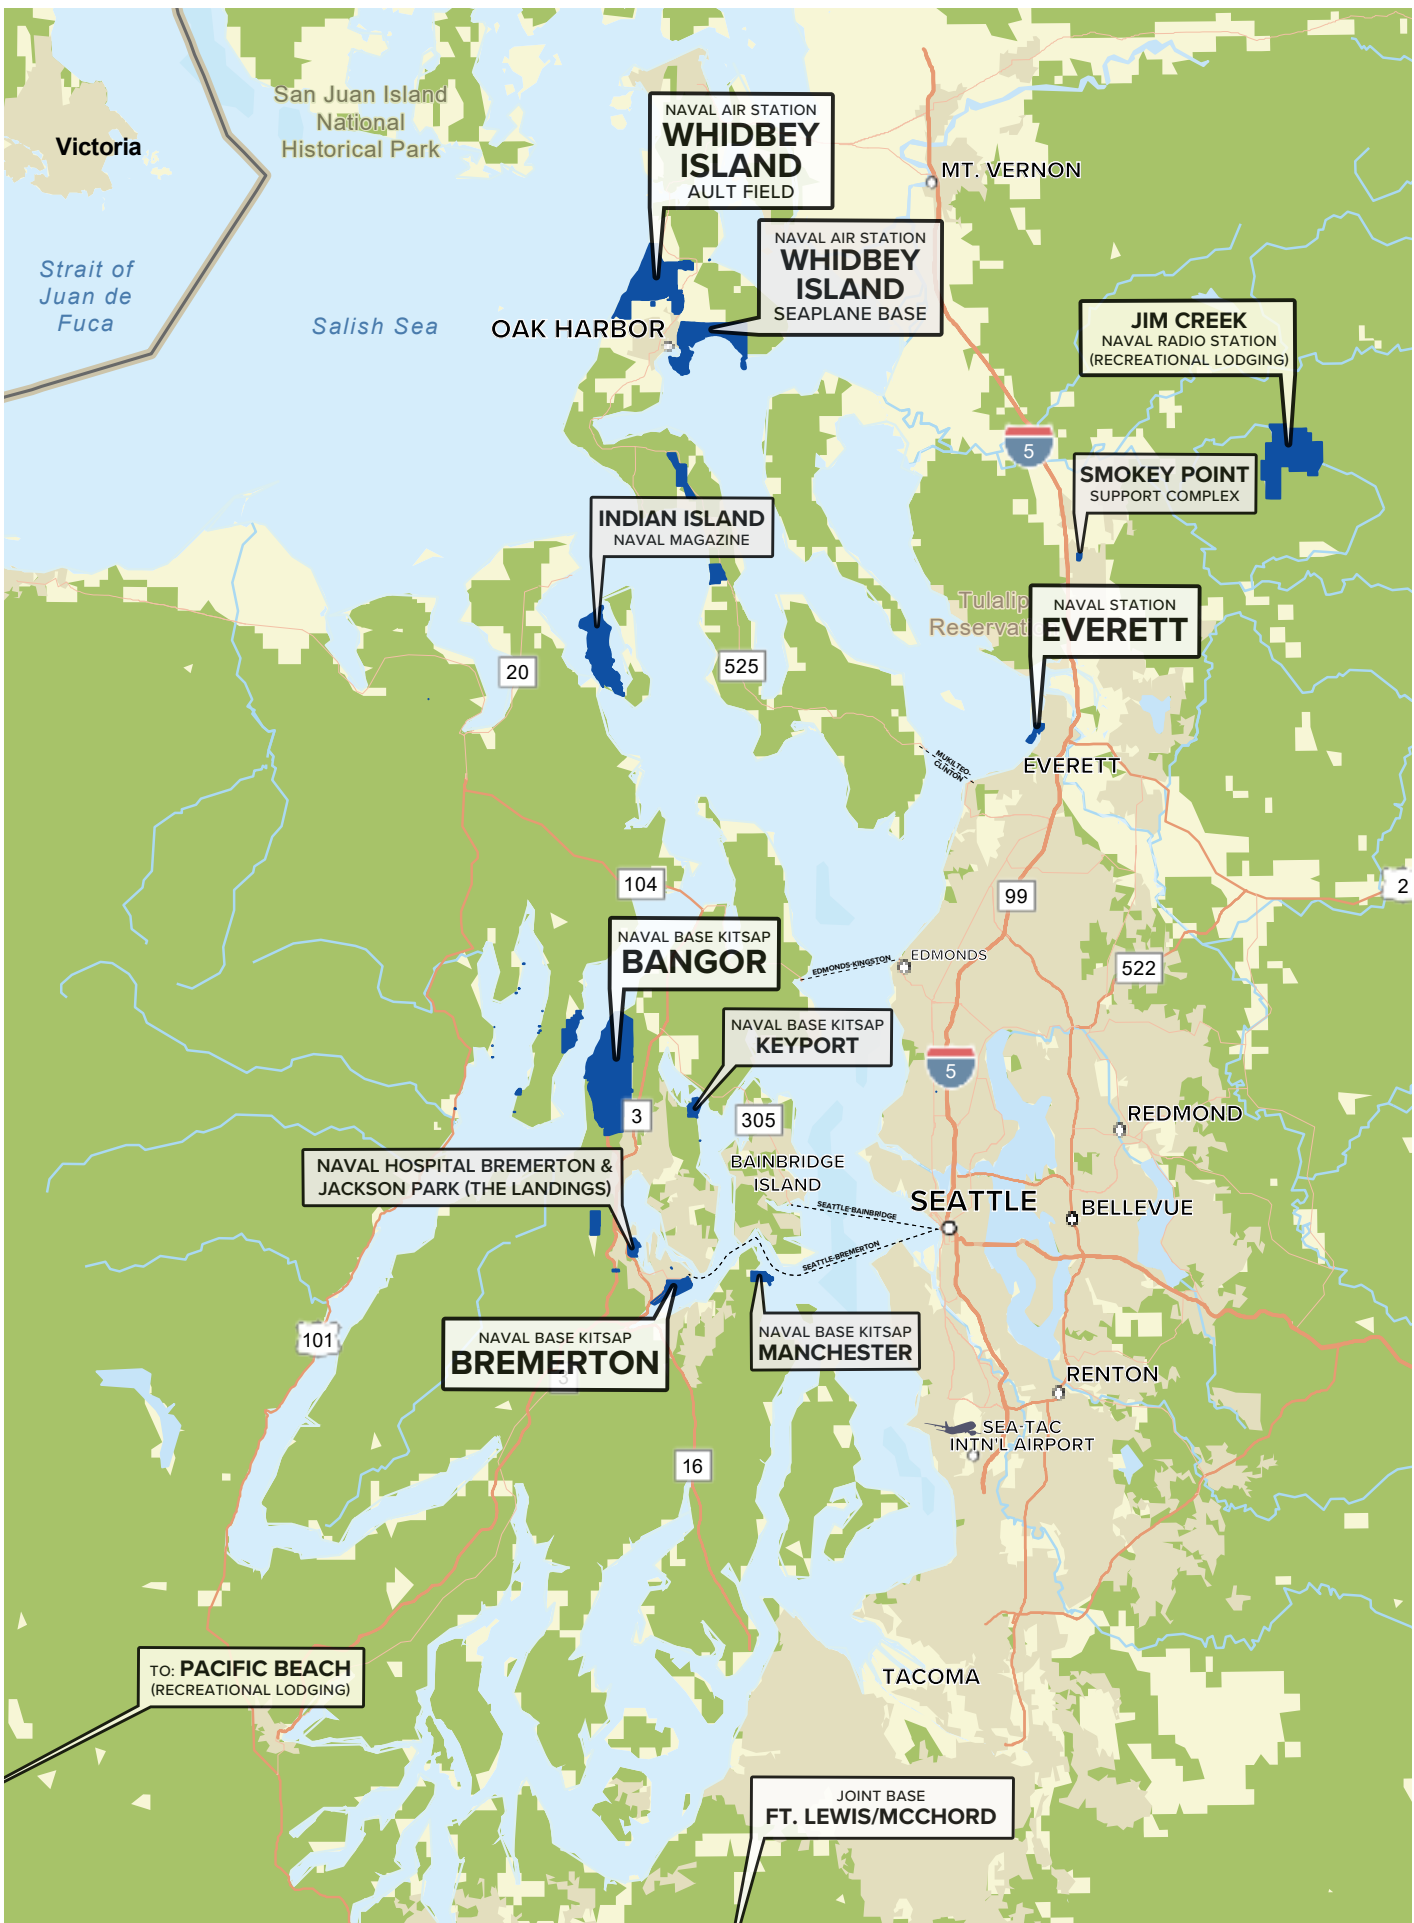 San Juan Island
National
Historical Park
Victoria
NAVAL AIR STATION
WHIDBEY
ISLAND
AULT FIELD
MT. VERNON
NAVAL AIR STATION
WHIDBEY
ISLAND
SEAPLANE BASE
Strait of
Juan de
Fuca
Salish Sea
OAK HARBOR
JIM CREEK
NAVAL RADIO STATION
(RECREATIONAL LODGING)
5
SMOKEY POINT
SUPPORT COMPLEX
INDIAN ISLAND
NAVAL MAGAZINE
Tulalip
Reservat
NAVAL STATION
EVERETT
20
525
MUKILTEO-
CLINTON
EVERETT
104
99
2
NAVAL BASE KITSAP
BANGOR
EDMONDS-KINGSTON
EDMONDS
522
NAVAL BASE KITSAP
KEYPORT
5
3
305
REDMOND
NAVAL HOSPITAL BREMERTON &
JACKSON PARK (THE LANDINGS)
BAINBRIDGE
ISLAND
SEATTLE-BAINBRIDGE
SEATTLE
BELLEVUE
SEATTLE-BREMERTON
101
NAVAL BASE KITSAP
BREMERTON
3
NAVAL BASE KITSAP
MANCHESTER
RENTON
SEA-TAC
INTN'L AIRPORT
16
TO: PACIFIC BEACH
(RECREATIONAL LODGING)
TACOMA
JOINT BASE
FT. LEWIS/MCCHORD